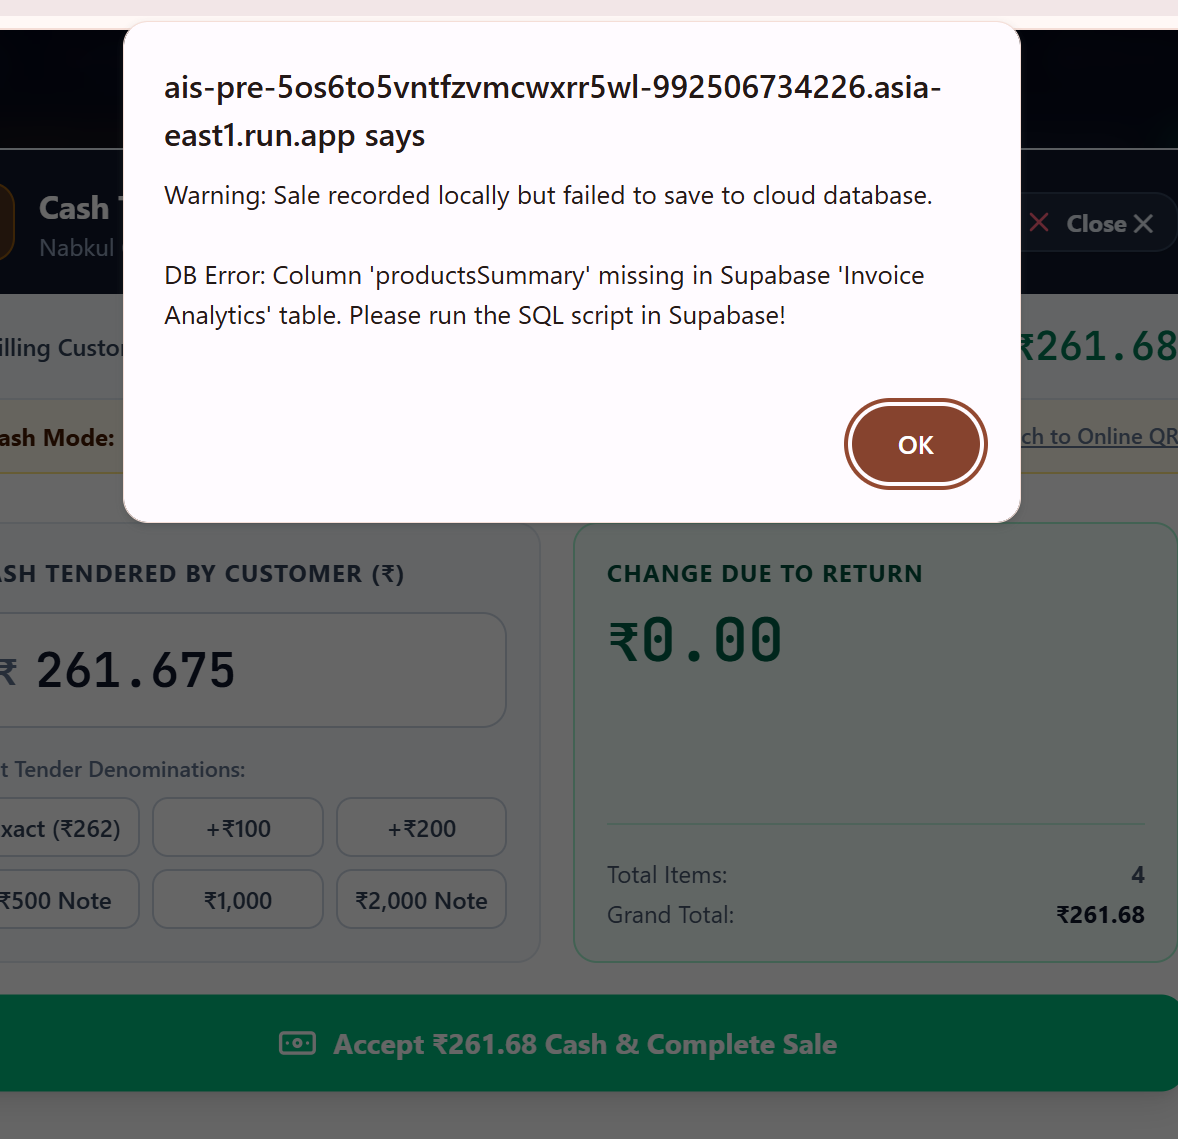 ais-pre-5os6to5vntfzvmcwxrr5wl-992506734226.asia-
east1.run.app says
Warning: Sale recorded locally but failed to save to cloud database.
DB Error: Column 'productsSummary' missing in Supabase 'Invoice
Analytics' table. Please run the SQL script in Supabase!
OK
Cash
Nabkul
Close
illing Custo
₹261.68
ash Mode:
ch to Online QR
ASH TENDERED BY CUSTOMER (₹)
₹ 261.675
t Tender Denominations:
xact (₹262)
+₹100
+₹200
₹500 Note
₹1,000
₹2,000 Note
CHANGE DUE TO RETURN
₹0.00
Total Items: 4
Grand Total: ₹261.68
Accept ₹261.68 Cash & Complete Sale